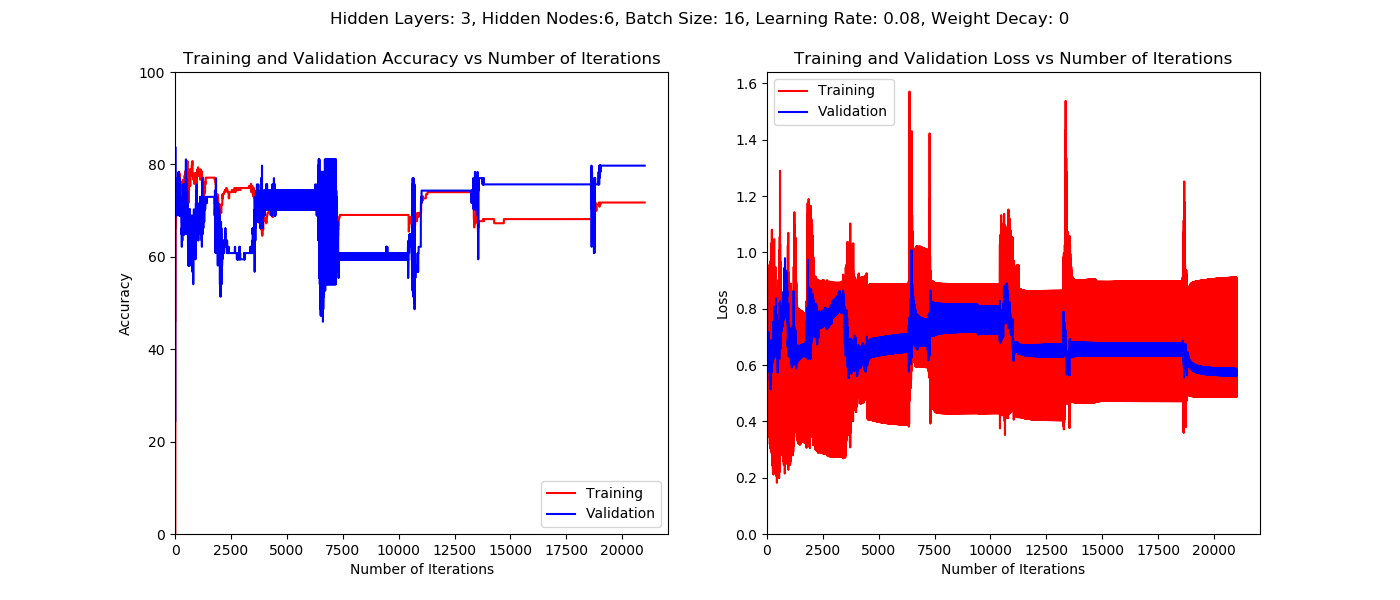 Hidden Layers: 3, Hidden Nodes:6, Batch Size: 16, Learning Rate: 0.08, Weight Decay: 0
Training and Validation Accuracy vs Number of Iterations
100
80
60
40
20
0
Accuracy
Training
Validation
0 2500 5000 7500 10000 12500 15000 17500 20000
Number of Iterations
Training and Validation Loss vs Number of Iterations
Training
Validation
1.6
1.4
1.2
1.0
0.8
0.6
0.4
0.2
0.0
Loss
0 2500 5000 7500 10000 12500 15000 17500 20000
Number of Iterations